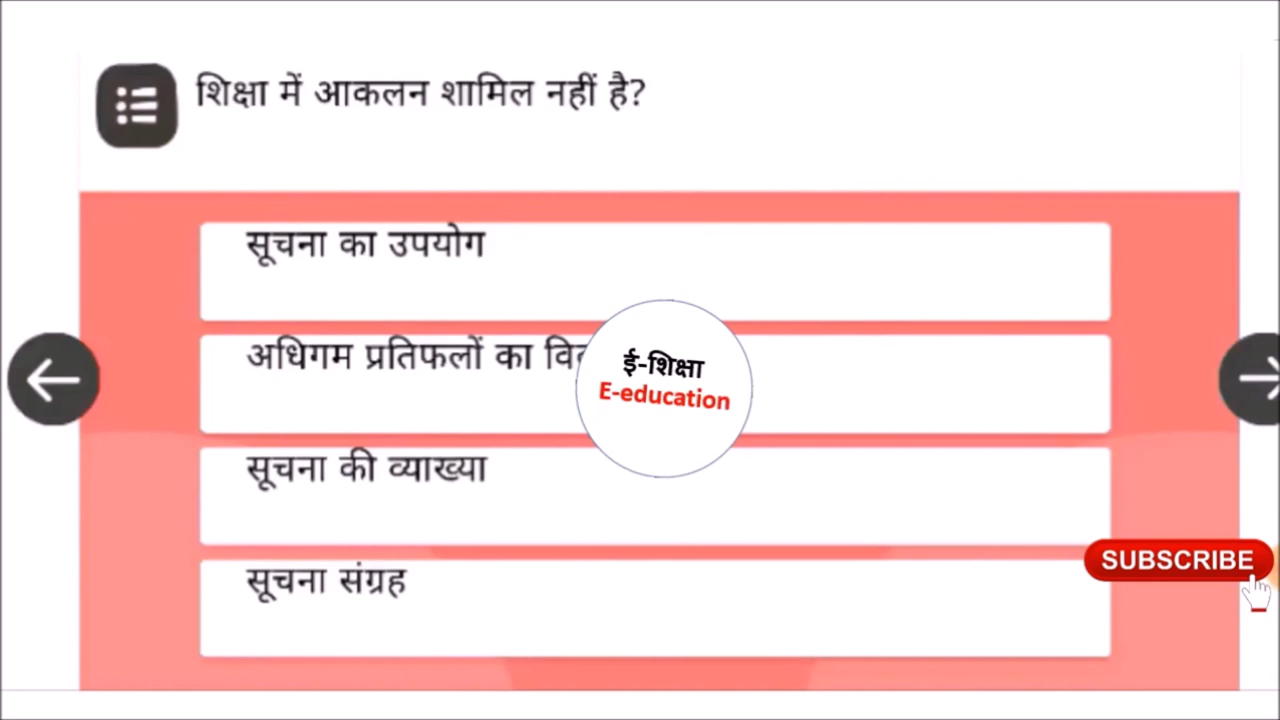 शिक्षा में आकलन शामिल नहीं है?
सूचना का उपयोग
अधिगम प्रतिफलों का
ई-शिक्षा
E-education
सूचना की व्याख्या
सूचना संग्रह
SUBSCRIBE